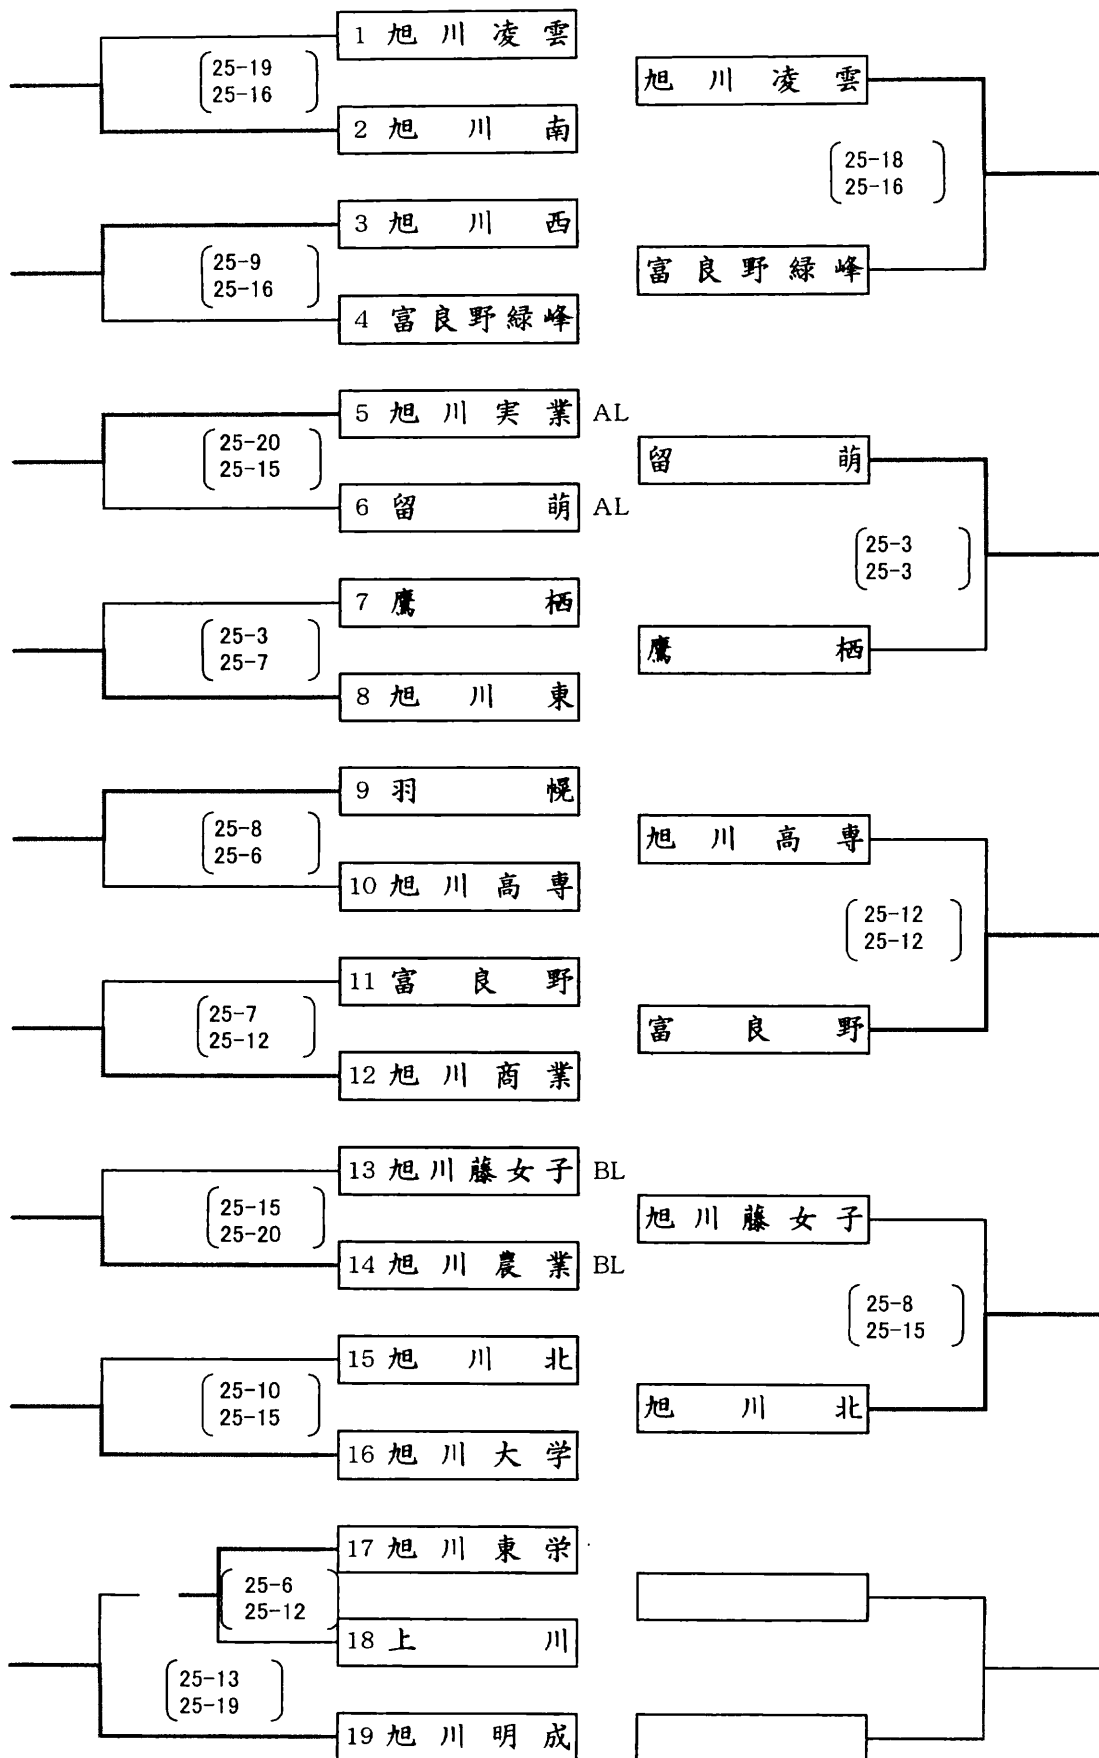 1 旭川凌雲
25-19
25-16
2 旭川南
3 旭川西
25-9
25-16
4 富良野緑峰
5 旭川実業 AL
25-20
25-15
6 留萌 AL
7 鷹栖
25-3
25-7
8 旭川東
9 羽幌
25-8
25-6
10 旭川高専
11 富良野
25-7
25-12
12 旭川商業
13 旭川藤女子 BL
25-15
25-20
14 旭川農業 BL
15 旭川北
25-10
25-15
16 旭川大学
17 旭川東栄
25-6
25-12
18 上川
25-13
25-19
19 旭川明成
旭川凌雲
25-18
25-16
富良野緑峰
留萌
25-3
25-3
鷹栖
旭川高専
25-12
25-12
富良野
旭川藤女子
25-8
25-15
旭川北